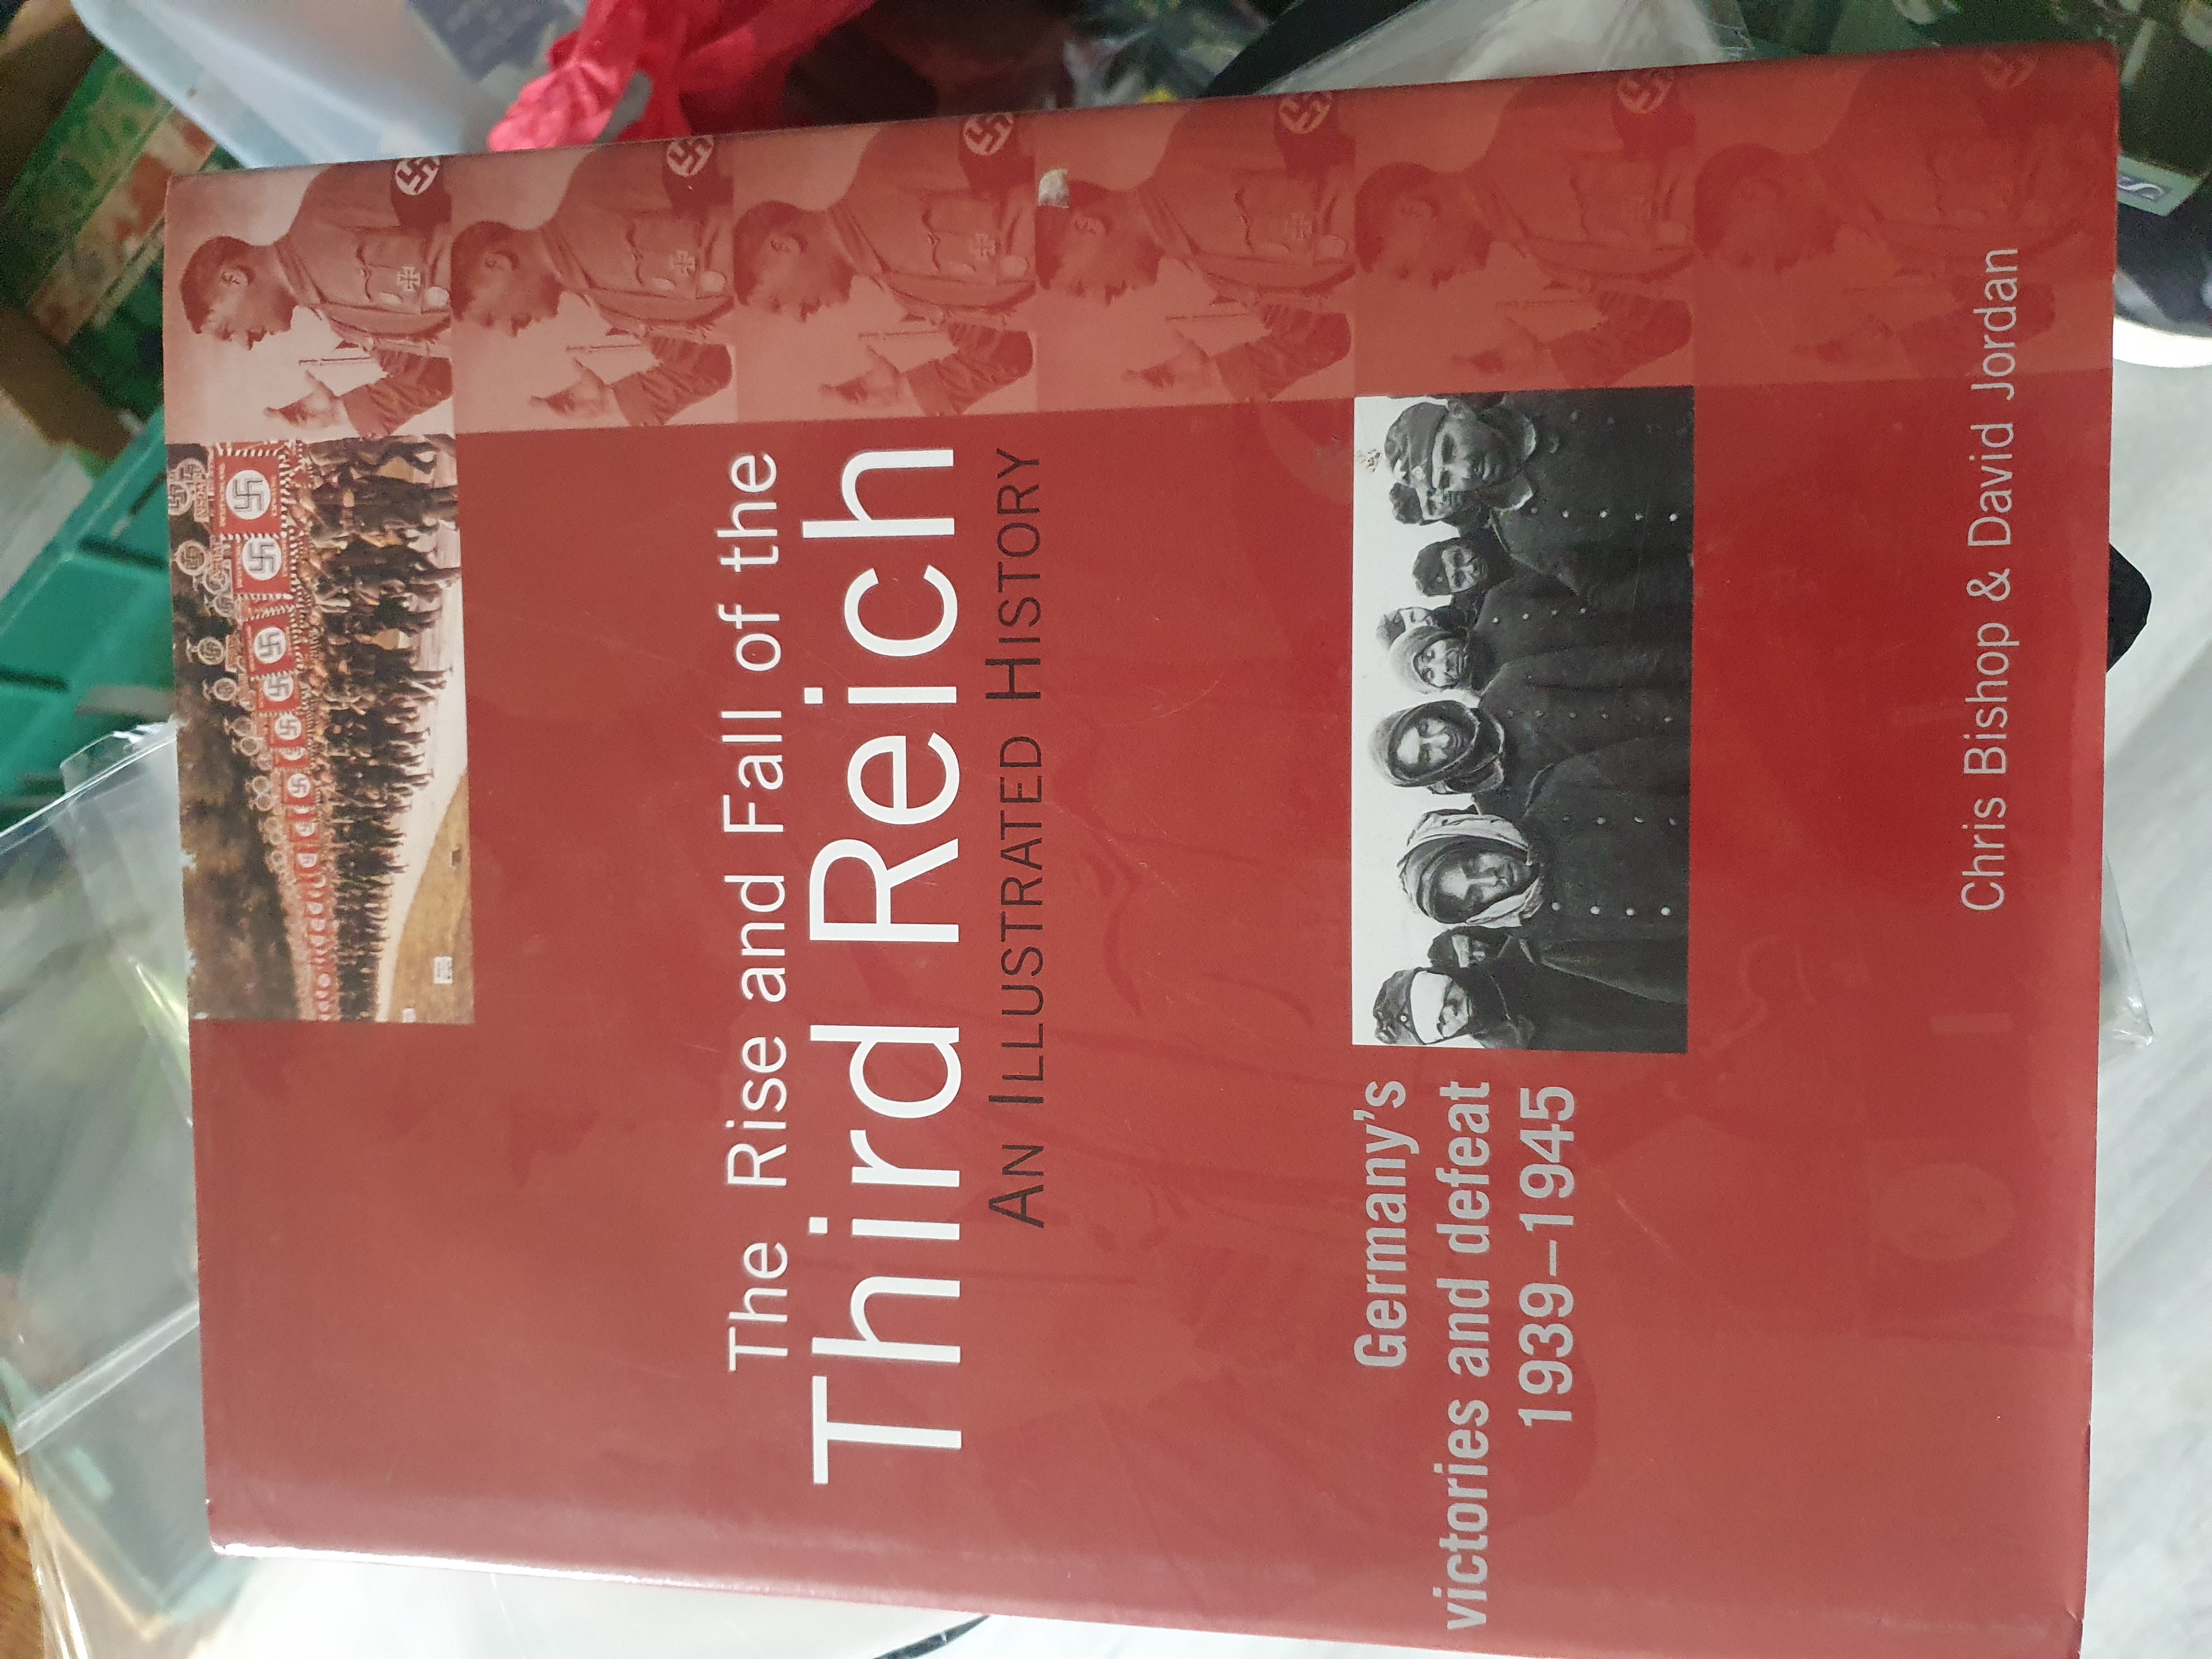 The Rise and Fall of the
Third Reich
AN ILLUSTRATED HISTORY
Germany's
victories and defeat
1939–1945
Chris Bishop & David Jordan